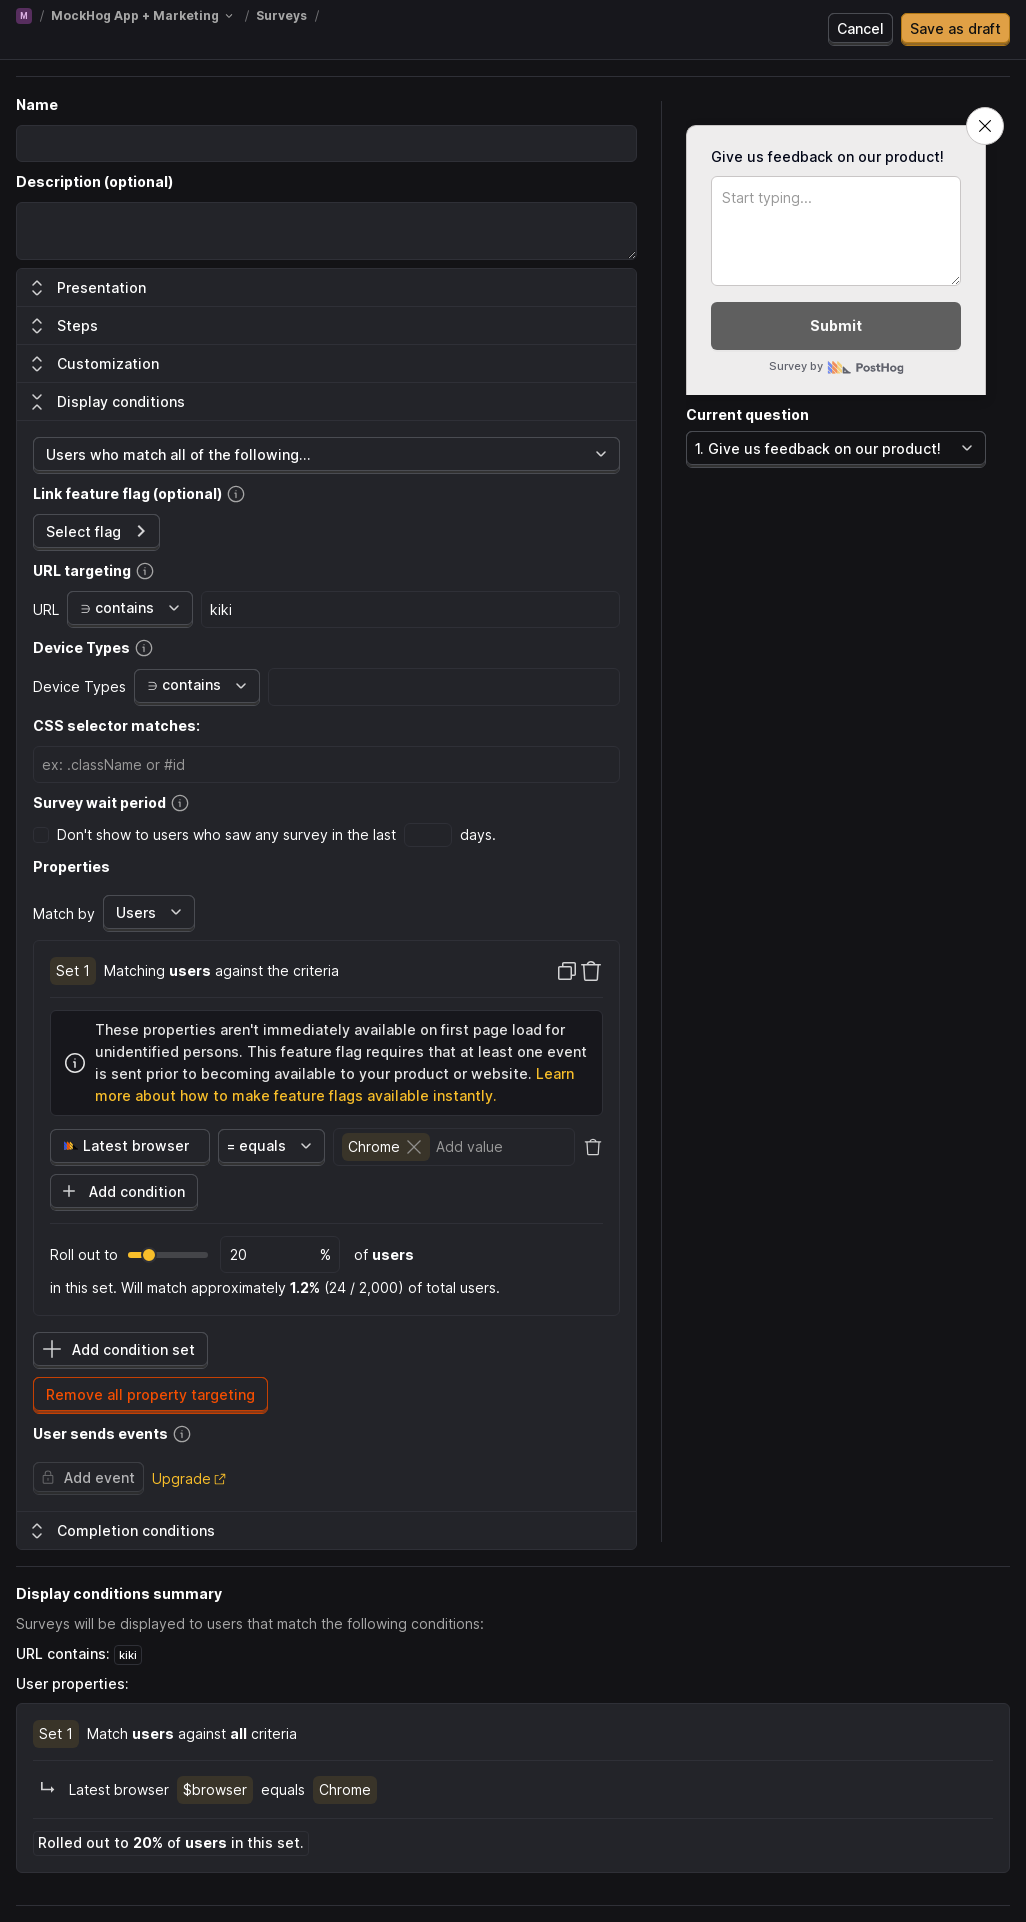 M / MockHog App + Marketing / Surveys /
Cancel
Save as draft
Name
Description (optional)
Presentation
Steps
Customization
Display conditions
Users who match all of the following...
Link feature flag (optional)
Select flag
URL targeting
URL ∋ contains kiki
Device Types
Device Types ∋ contains
CSS selector matches:
ex: .className or #id
Survey wait period
Don't show to users who saw any survey in the last days.
Properties
Match by Users
Set 1 Matching users against the criteria
These properties aren't immediately available on first page load for
unidentified persons. This feature flag requires that at least one event
is sent prior to becoming available to your product or website. Learn
more about how to make feature flags available instantly.
Latest browser = equals Chrome Add value
Add condition
Roll out to 20 % of users
in this set. Will match approximately 1.2% (24 / 2,000) of total users.
Add condition set
Remove all property targeting
User sends events
Add event Upgrade
Completion conditions
Give us feedback on our product!
Start typing...
Submit
Survey by PostHog
Current question
1. Give us feedback on our product!
Display conditions summary
Surveys will be displayed to users that match the following conditions:
URL contains: kiki
User properties:
Set 1 Match users against all criteria
Latest browser $browser equals Chrome
Rolled out to 20% of users in this set.